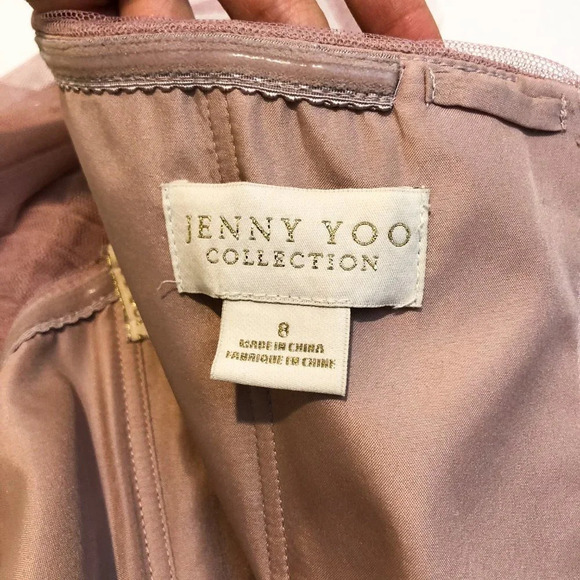 JENNY YOO
COLLECTION
8
MADE IN CHINA
FABRIQUE EN CHINE